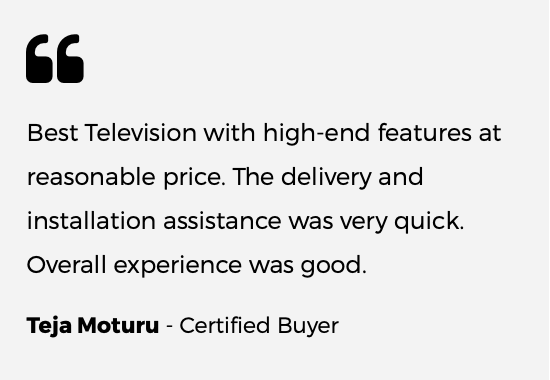 ❝
Best Television with high-end features at
reasonable price. The delivery and
installation assistance was very quick.
Overall experience was good.
Teja Moturu - Certified Buyer